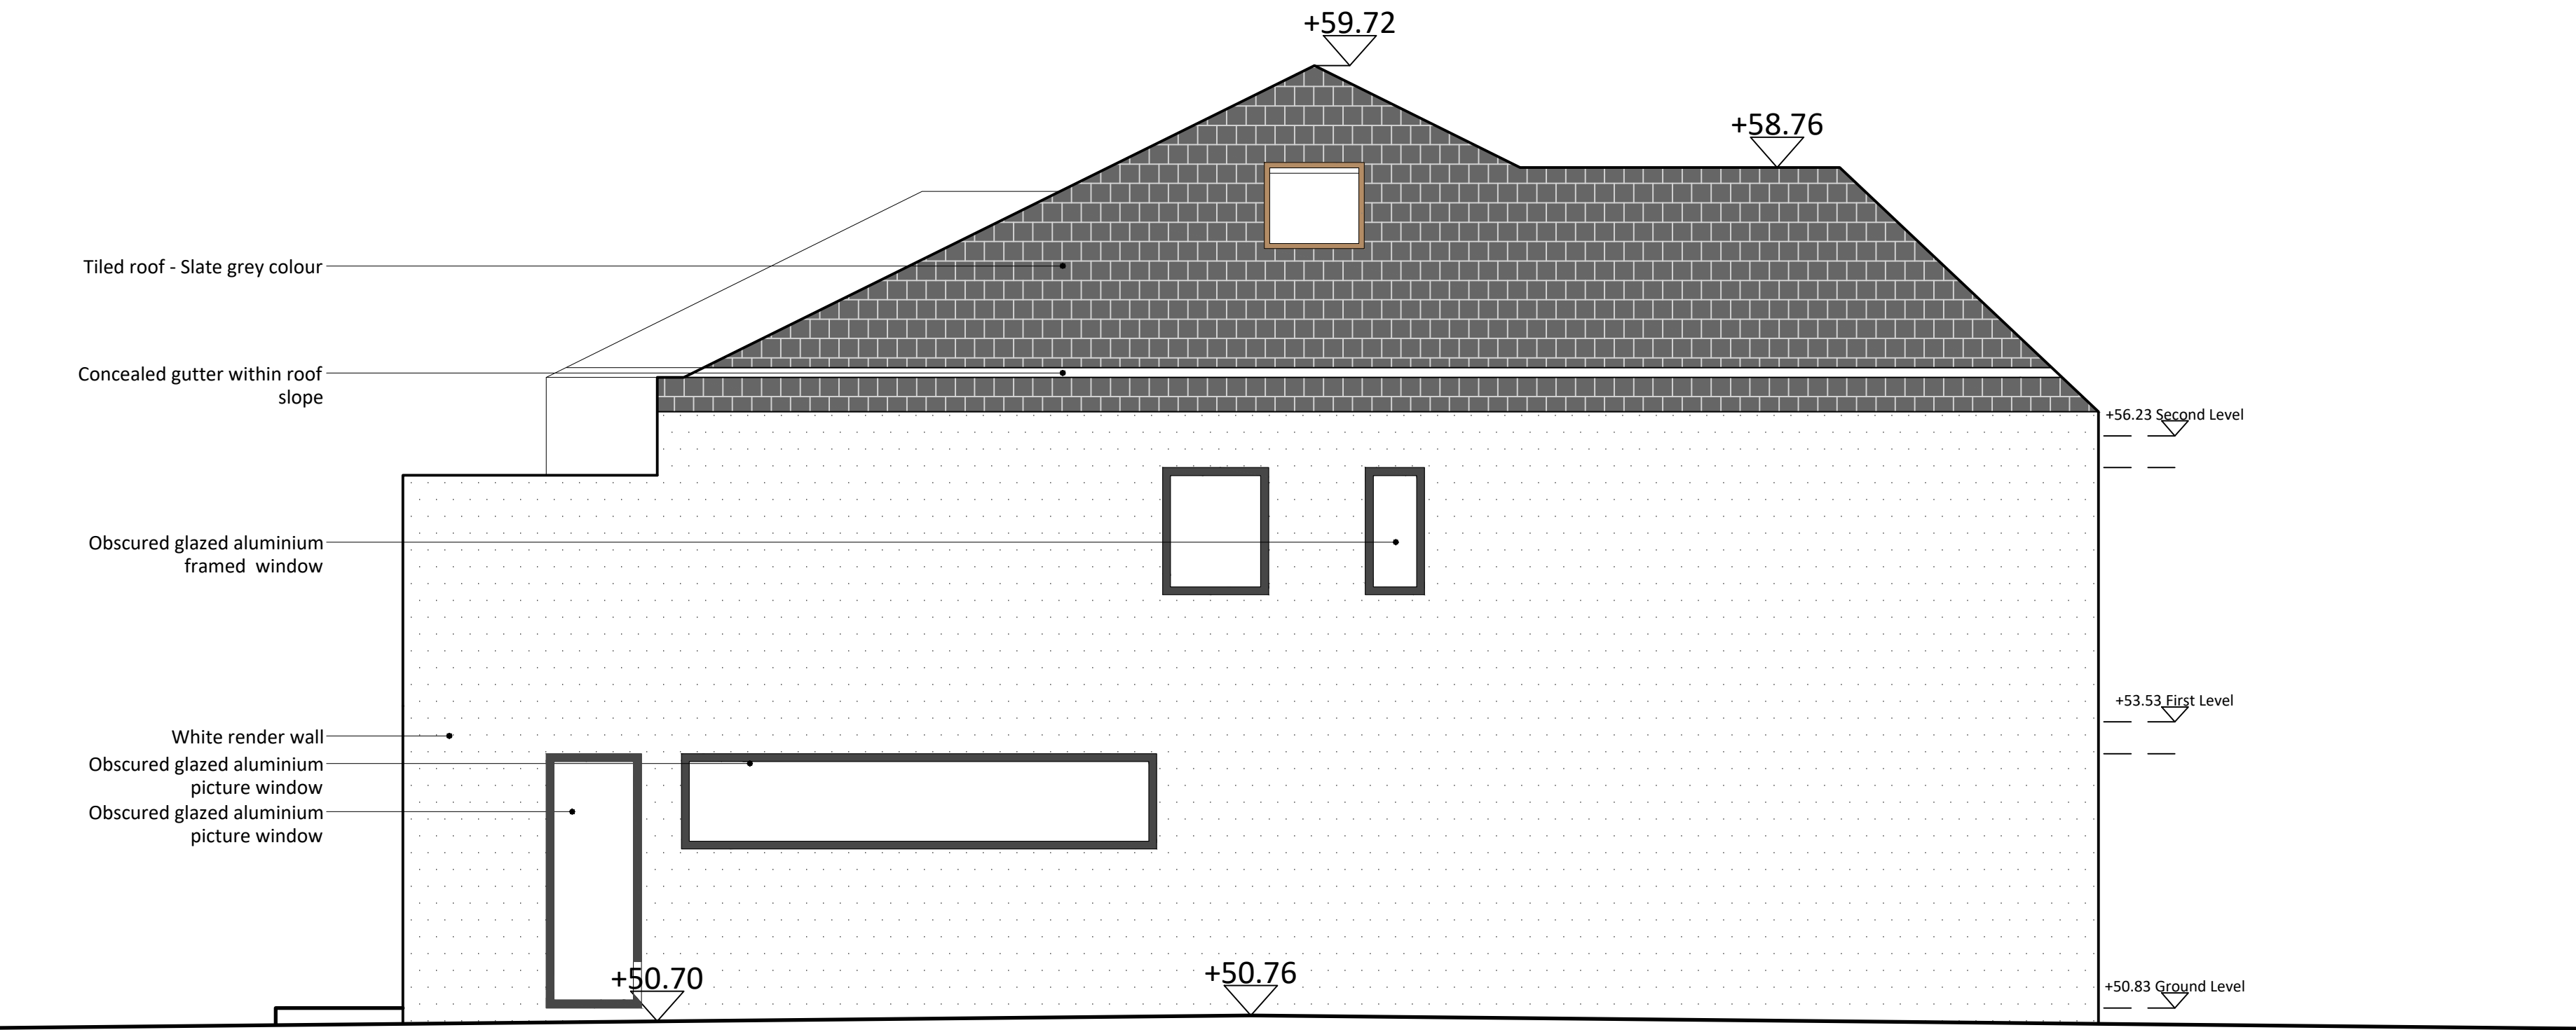 +59.72
+58.76
Tiled roof - Slate grey colour
Concealed gutter within roof
slope
+56.23 Second Level
Obscured glazed aluminium
framed window
+53.53 First Level
White render wall
Obscured glazed aluminium
picture window
Obscured glazed aluminium
picture window
+50.70
+50.76
+50.83 Ground Level